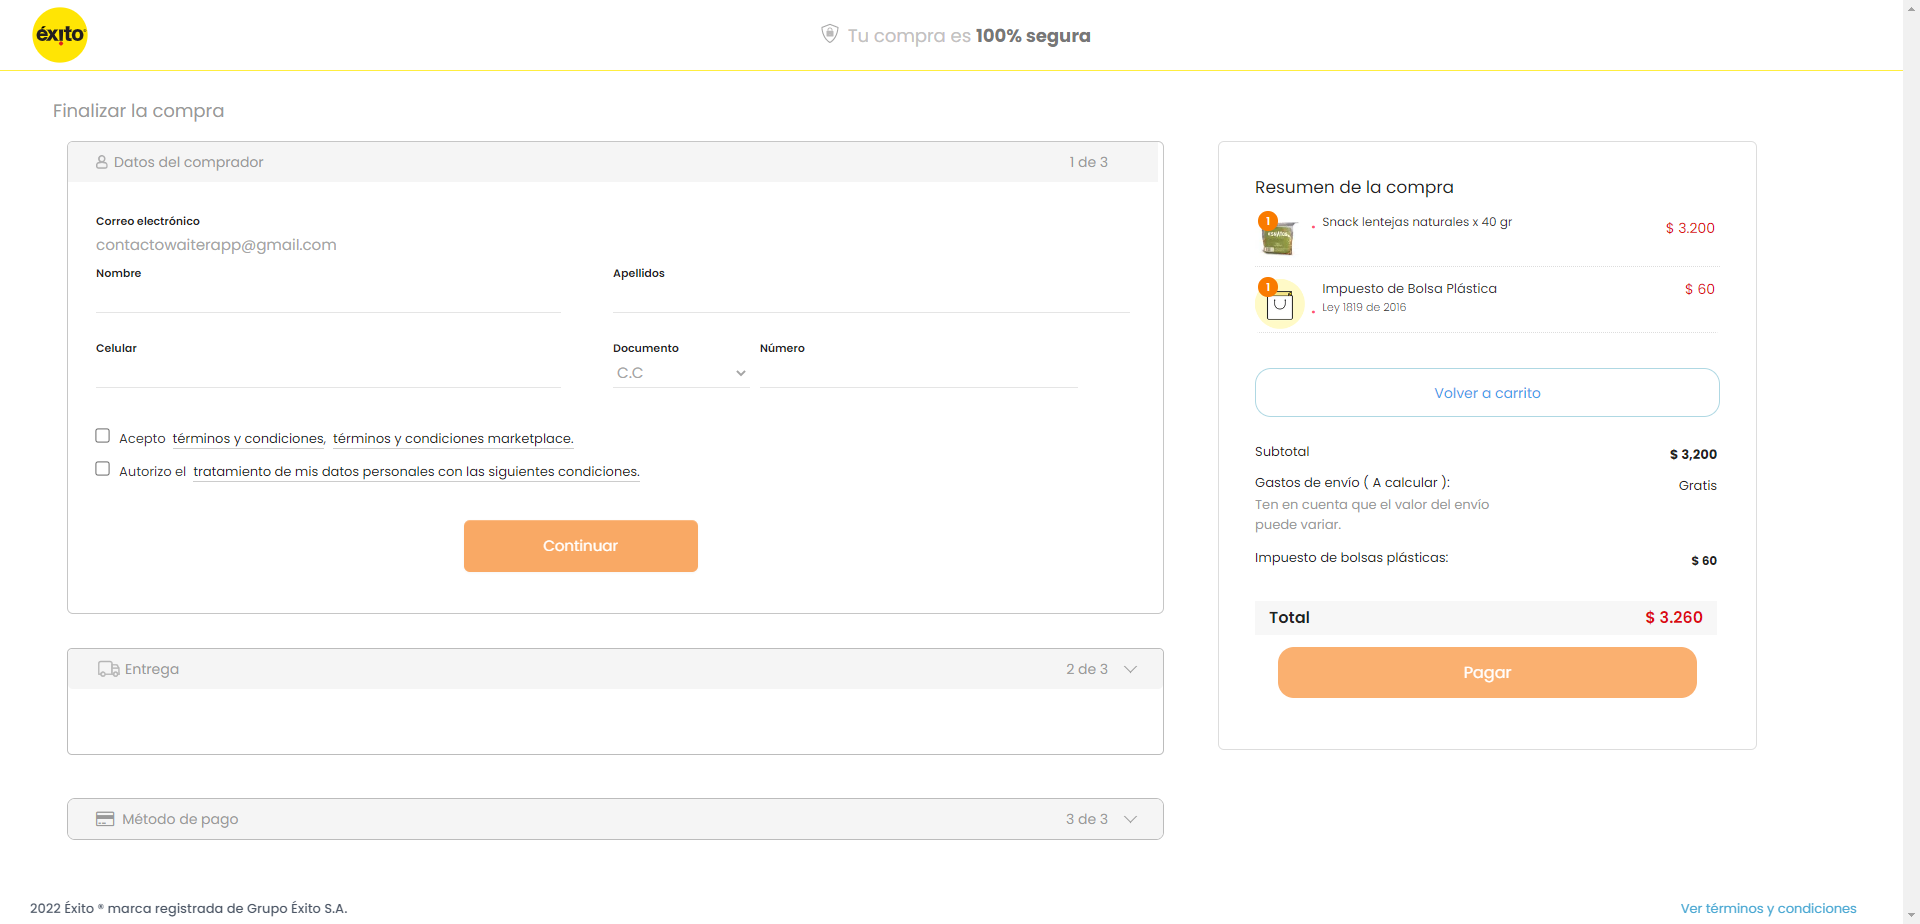 éxito
Tu compra es 100% segura
Finalizar la compra
Datos del comprador
1 de 3
Correo electrónico
contactowaiterapp@gmail.com
Nombre
Apellidos
Celular
Documento
Número
C.C
Acepto términos y condiciones, términos y condiciones marketplace.
Autorizo el tratamiento de mis datos personales con las siguientes condiciones.
Continuar
Entrega
2 de 3
Método de pago
3 de 3
Resumen de la compra
1
Snack lentejas naturales x 40 gr
$ 3.200
1
Impuesto de Bolsa Plástica
$ 60
Ley 1819 de 2016
Volver a carrito
Subtotal
$ 3,200
Gastos de envío ( A calcular ):
Gratis
Ten en cuenta que el valor del envío
puede variar.
Impuesto de bolsas plásticas:
$ 60
Total
$ 3.260
Pagar
2022 Éxito ® marca registrada de Grupo Éxito S.A.
Ver términos y condiciones